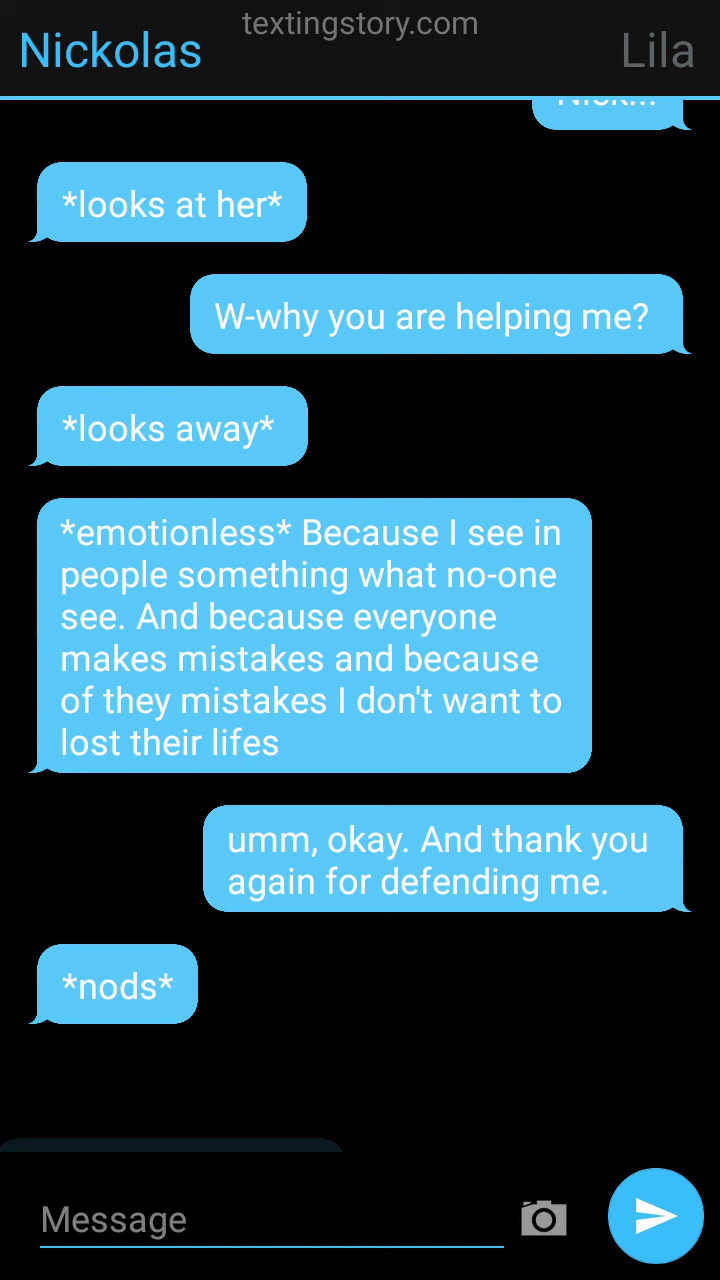 textingstory.com
Nickolas
Lila
Nick...
*looks at her*
W-why you are helping me?
*looks away*
*emotionless* Because I see in
people something what no-one
see. And because everyone
makes mistakes and because
of they mistakes I don't want to
lost their lifes
umm, okay. And thank you
again for defending me.
*nods*
Message